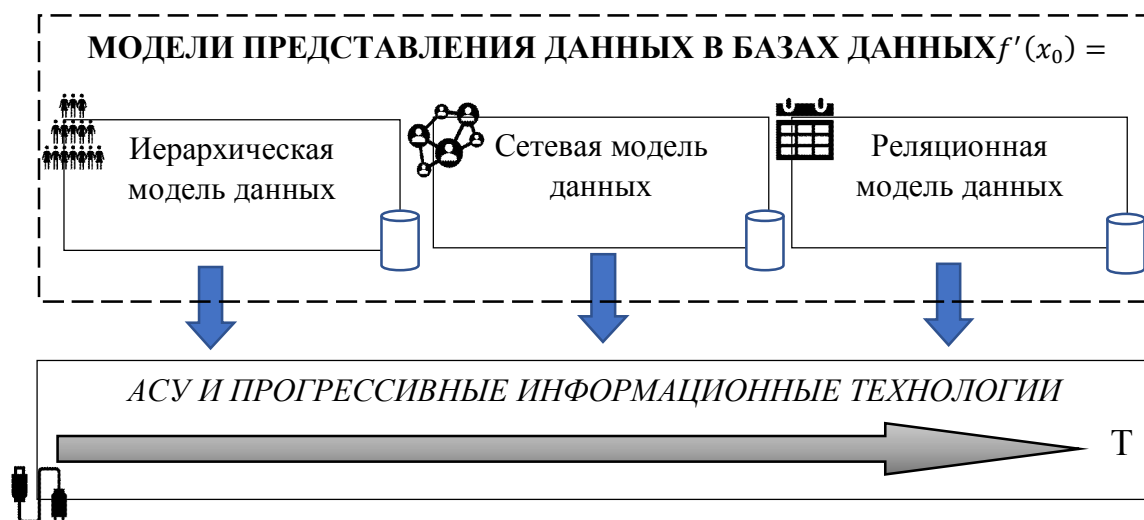 МОДЕЛИ ПРЕДСТАВЛЕНИЯ ДАННЫХ В БАЗАХ ДАННЫХ𝑓′(𝑥₀) =
Иерархическая
модель данных
Сетевая модель
данных
Реляционная
модель данных
АСУ И ПРОГРЕССИВНЫЕ ИНФОРМАЦИОННЫЕ ТЕХНОЛОГИИ
Т